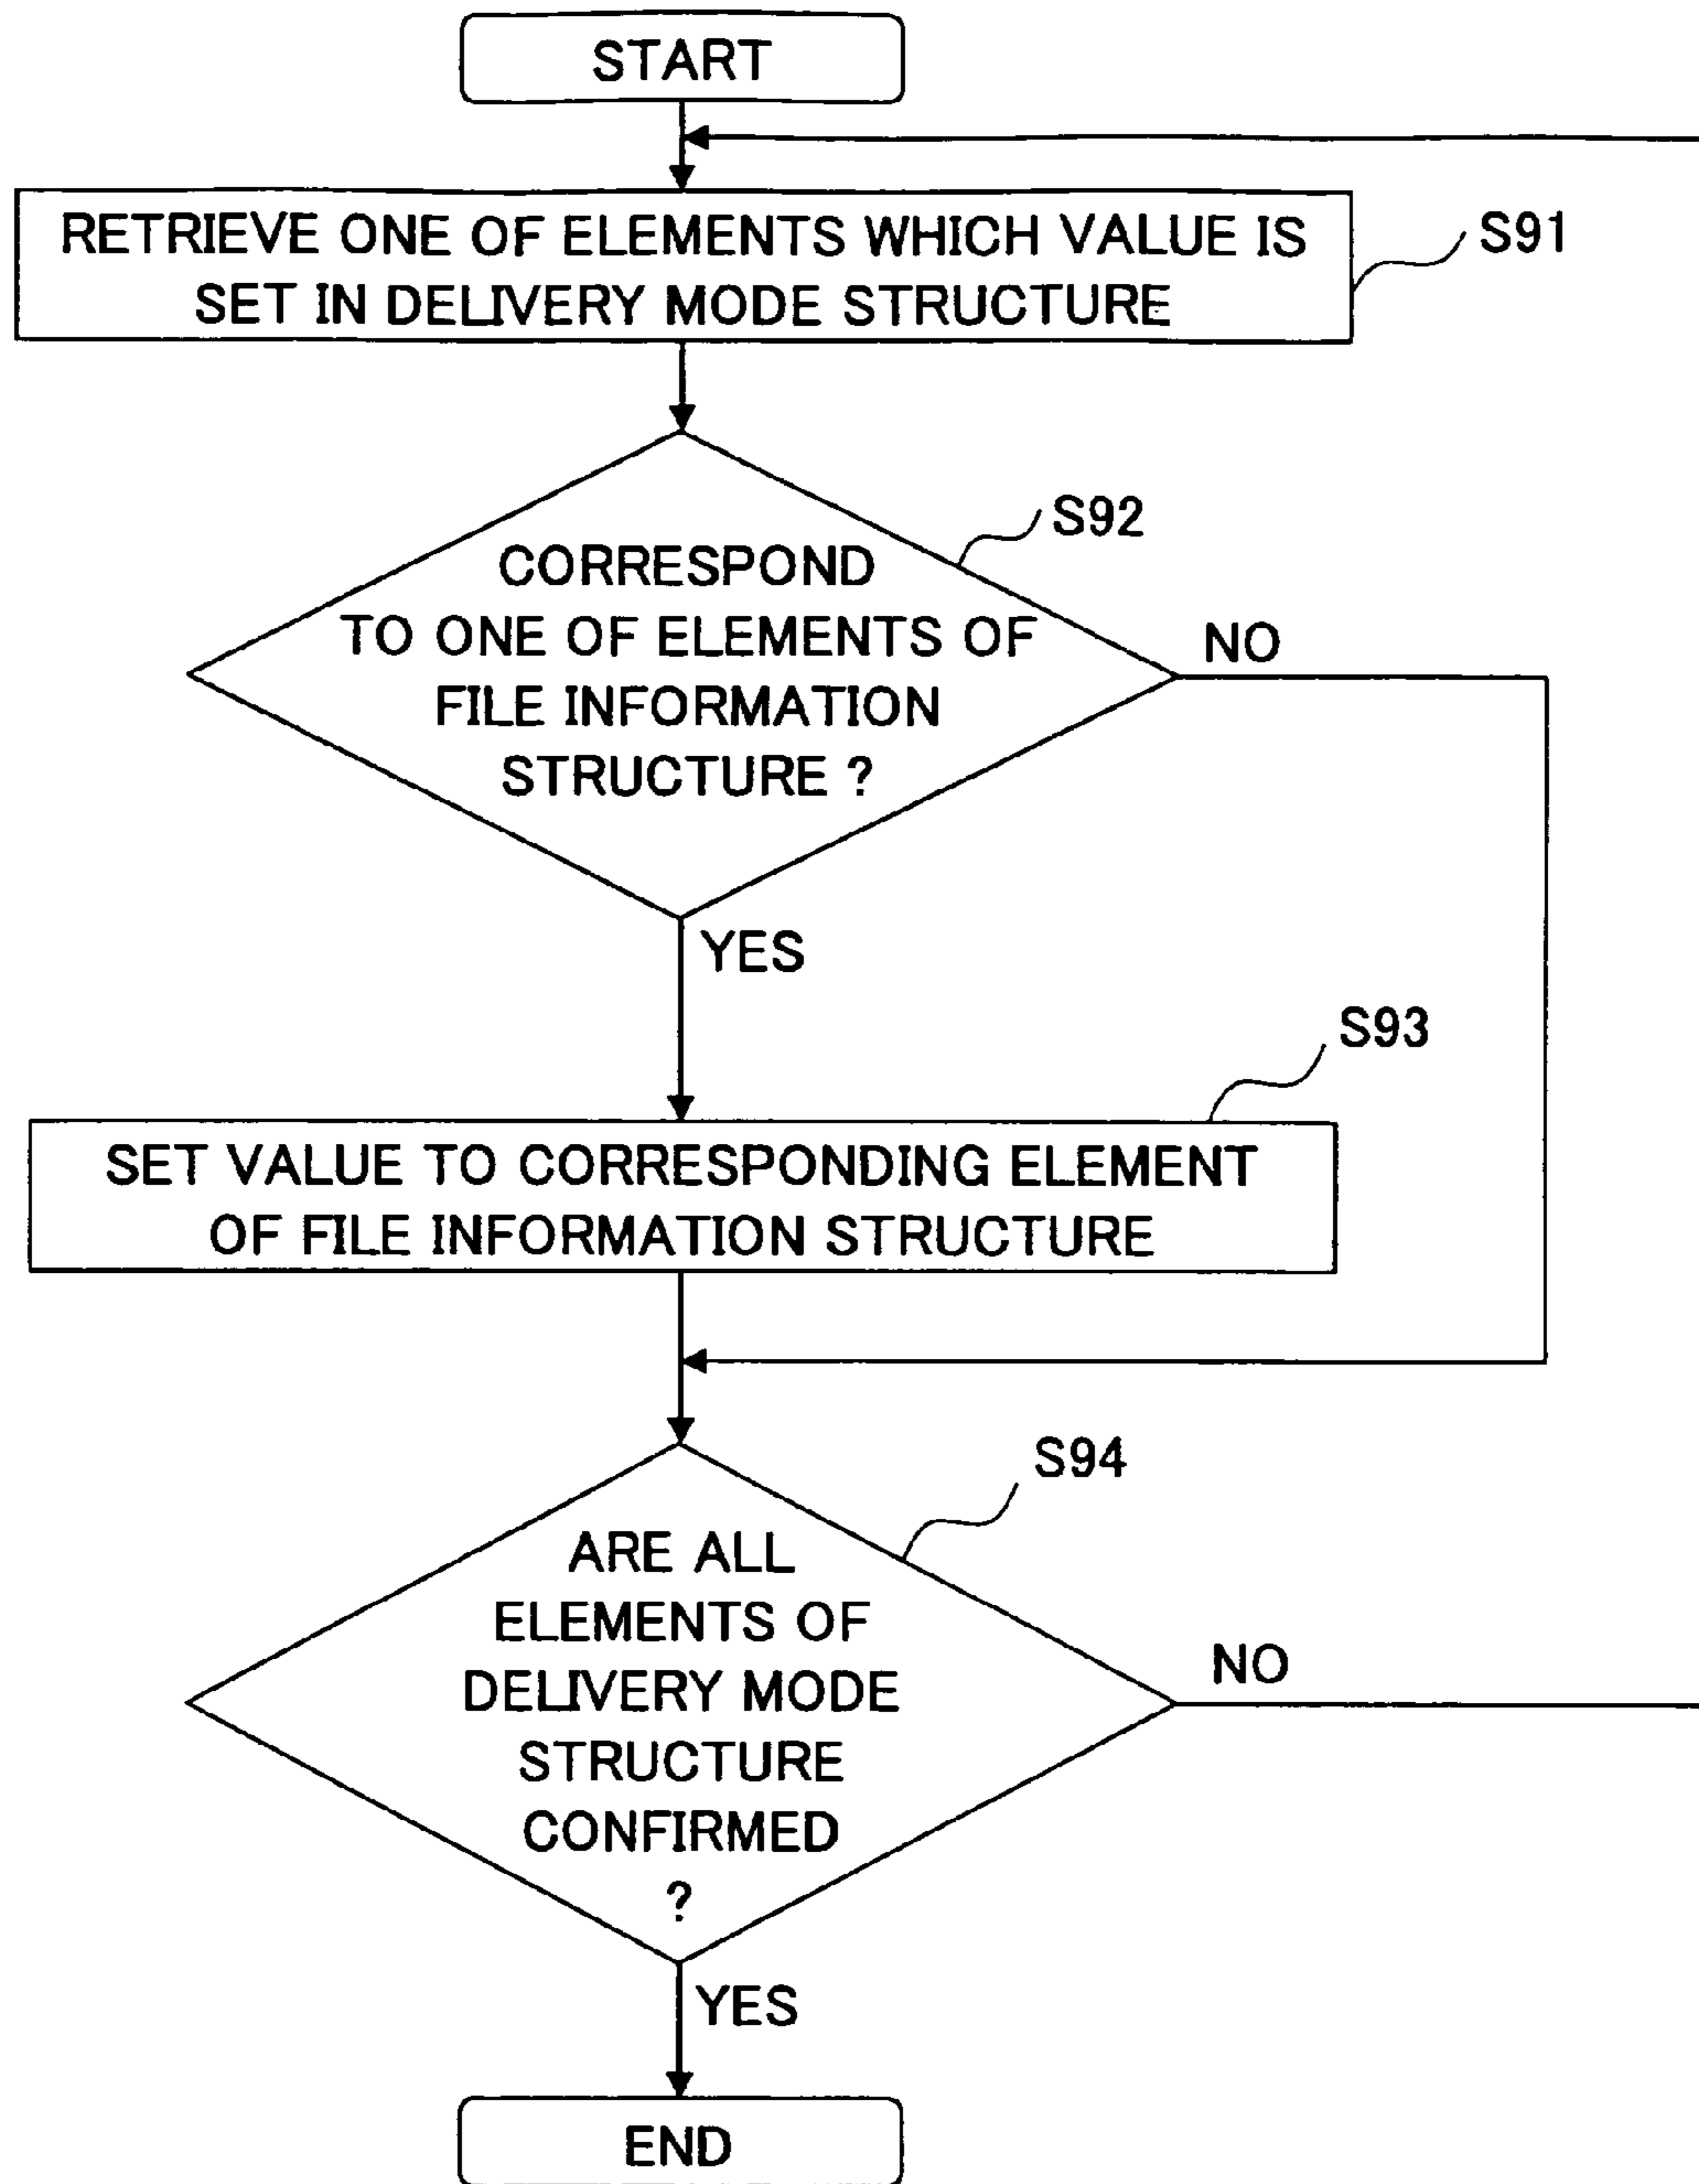 START
RETRIEVE ONE OF ELEMENTS WHICH VALUE IS
SET IN DELIVERY MODE STRUCTURE
S91
S92
CORRESPOND
TO ONE OF ELEMENTS OF
FILE INFORMATION
STRUCTURE ?
NO
YES
S93
SET VALUE TO CORRESPONDING ELEMENT
OF FILE INFORMATION STRUCTURE
S94
ARE ALL
ELEMENTS OF
DELIVERY MODE
STRUCTURE
CONFIRMED
?
NO
YES
END